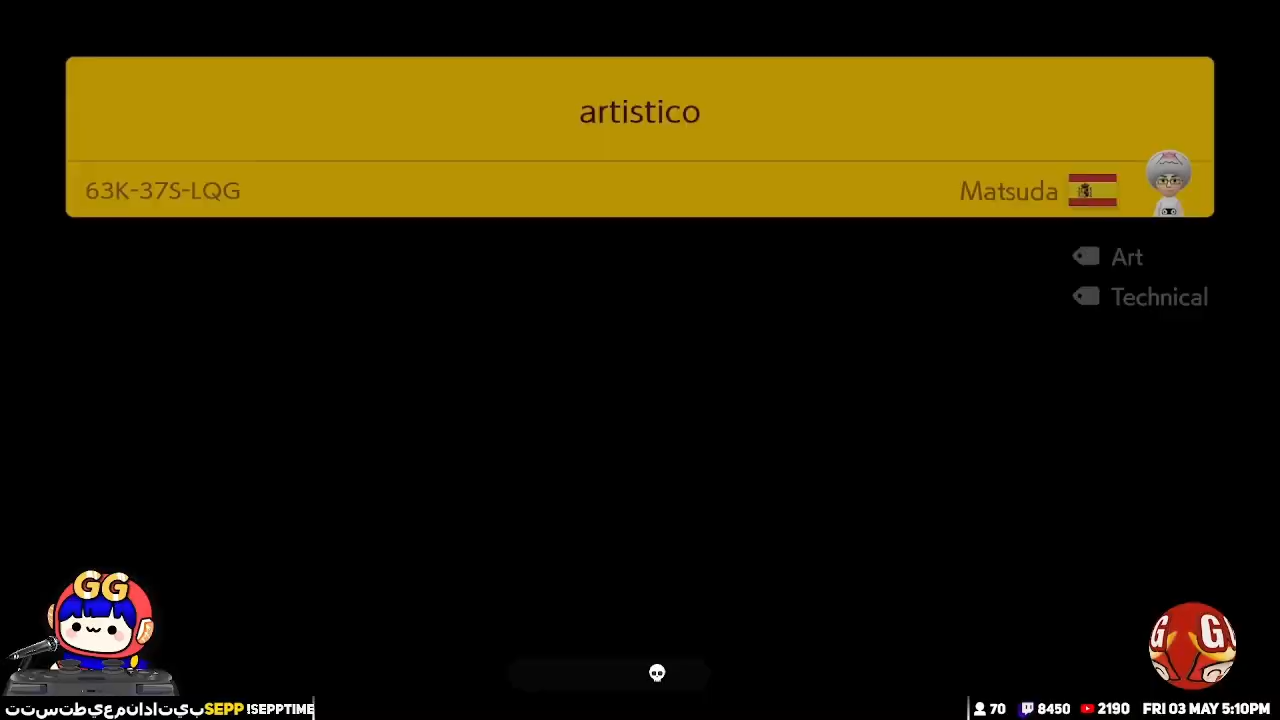 artistico
63K-37S-LQG
Matsuda
Art
Technical
GG
G G
SEPP !SEPPTIME
70 8450 2190 FRI 03 MAY 5:10PM